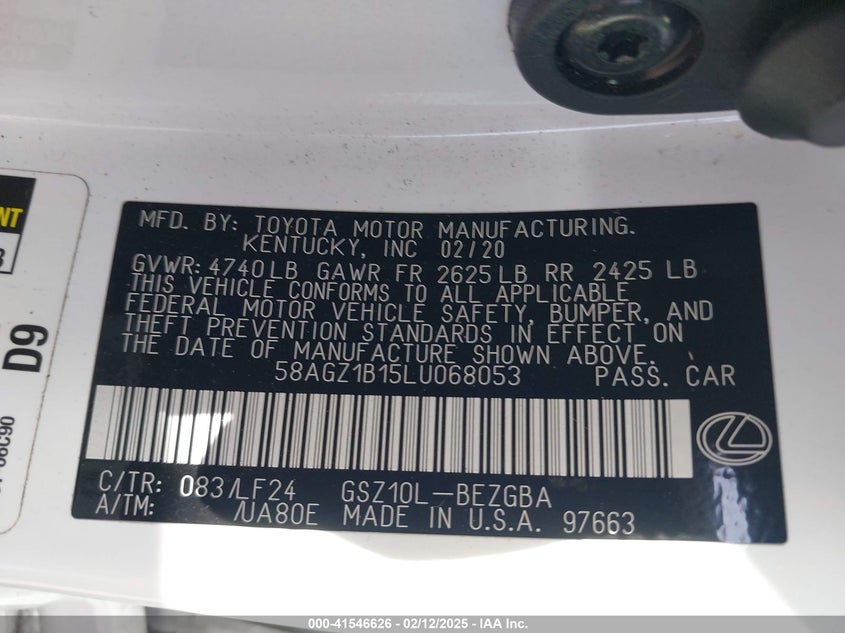 NT
3
D9
MFD. BY: TOYOTA MOTOR MANUFACTURING.
KENTUCKY, INC 02/20
GVWR: 4740LB GAWR FR 2625LB RR 2425 LB
THIS VEHICLE CONFORMS TO ALL APPLICABLE
FEDERAL MOTOR VEHICLE SAFETY, BUMPER, AND
THEFT PREVENTION STANDARDS IN EFFECT ON
THE DATE OF MANUFACTURE SHOWN ABOVE.
58AGZ1B15LU068053 PASS. CAR
C/TR: 083/LF24 GSZ10L-BEZGBA
A/TM: /UA80E MADE IN U.S.A. 97663
000-41546626 - 02/12/2025 - IAA Inc.